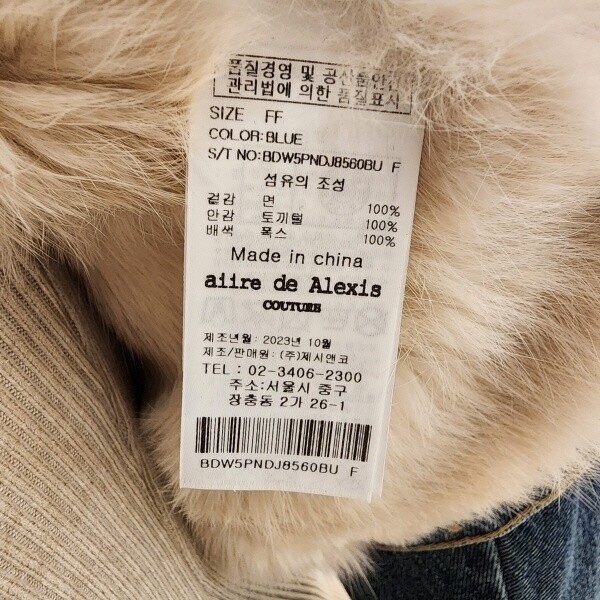 품질경영 및 공산품안전
관리법에 의한 품질표시
SIZE FF
COLOR:BLUE
S/T NO:BDW5PNDJ8560BU F
섬유의 조성
겉감 면 100%
안감 토끼털 100%
배색 폭스 100%
Made in china
aiire de Alexis
COUTURE
제조년월 : 2023년 10월
제조/판매원 : (주)제시앤코
TEL : 02-3406-2300
주소:서울시 중구
장충동 2가 26-1
BDW5PNDJ8560BU F